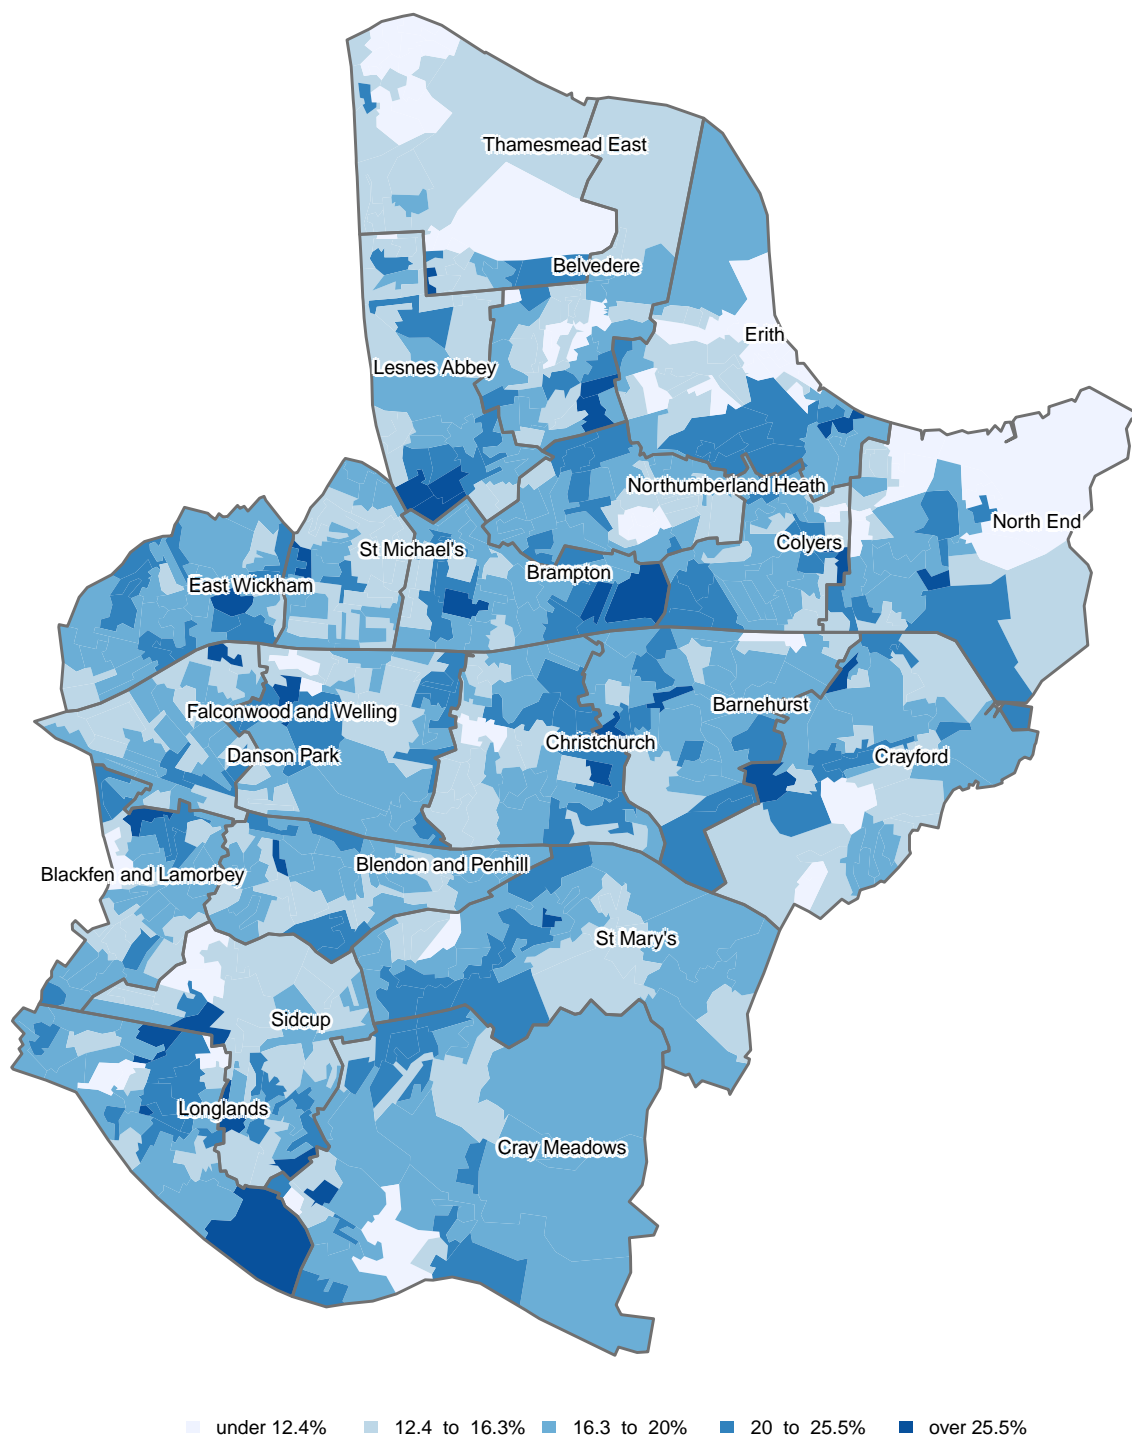 Thamesmead East
Belvedere
Erith
Lesnes Abbey
Northumberland Heath
North End
Colyers
St Michael's
Brampton
East Wickham
Barnehurst
Falconwood and Welling
Christchurch
Danson Park
Crayford
Blendon and Penhill
Blackfen and Lamorbey
St Mary's
Sidcup
Longlands
Cray Meadows
under 12.4% 12.4 to 16.3% 16.3 to 20% 20 to 25.5% over 25.5%